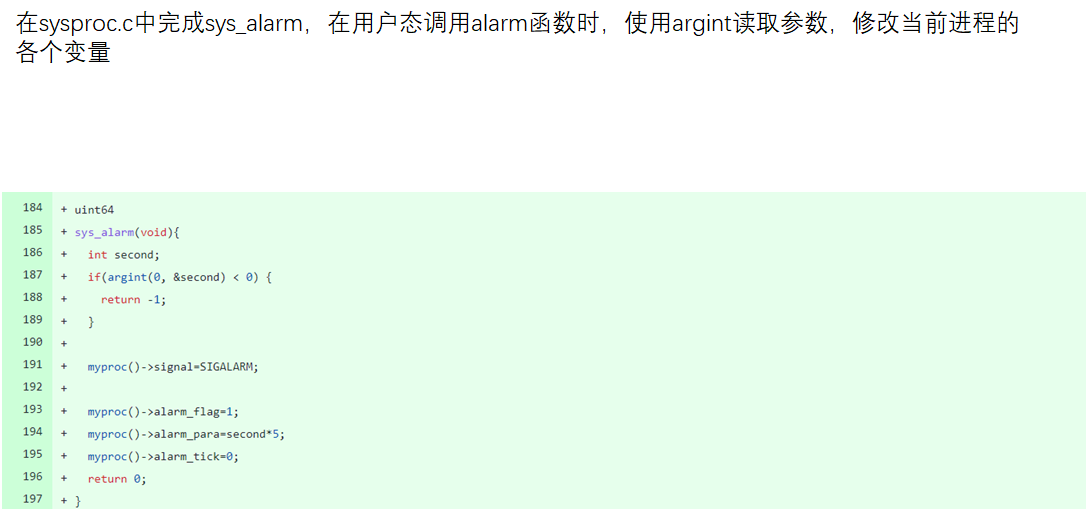 在sysproc.c中完成sys_alarm，在用户态调用alarm函数时，使用argint读取参数，修改当前进程的
各个变量
184 + uint64
185 + sys_alarm(void){
186 +   int second;
187 +   if(argint(0, &second) < 0) {
188 +     return -1;
189 +   }
190 +
191 +   myproc()->signal=SIGALARM;
192 +
193 +   myproc()->alarm_flag=1;
194 +   myproc()->alarm_para=second*5;
195 +   myproc()->alarm_tick=0;
196 +   return 0;
197 + }